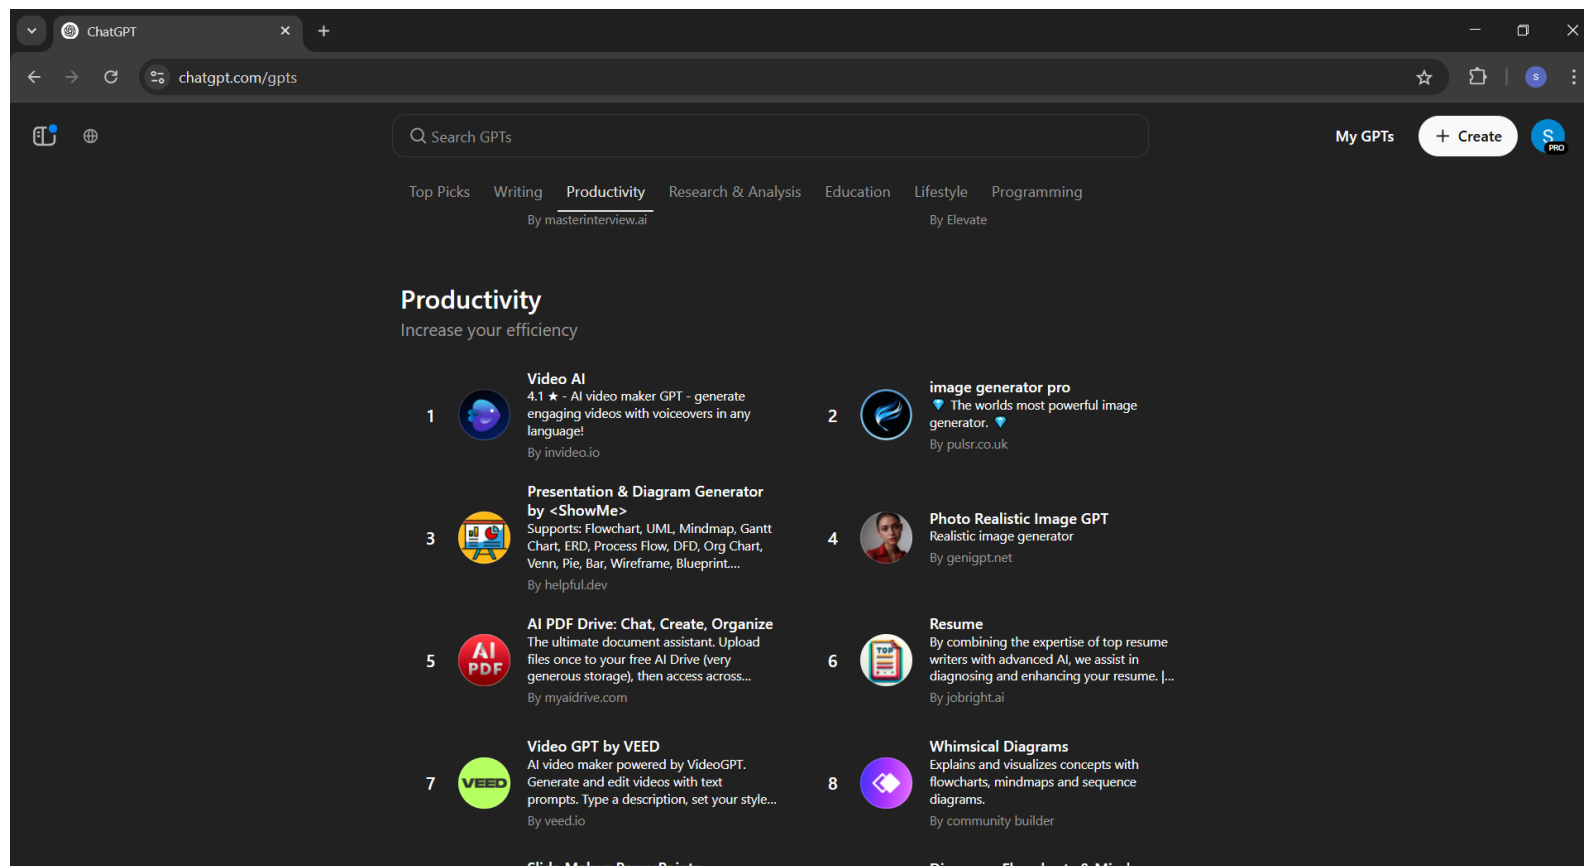 ChatGPT
chatgpt.com/gpts
S
Search GPTs
My GPTs
+ Create
S
PRO
Top Picks
Writing
Productivity
Research & Analysis
Education
Lifestyle
Programming
By masterinterview.ai
By Elevate
Productivity
Increase your efficiency
1
Video AI
4.1 ★ - AI video maker GPT - generate
engaging videos with voiceovers in any
language!
By invideo.io
2
image generator pro
💎 The worlds most powerful image
generator. 💎
By pulsr.co.uk
3
Presentation & Diagram Generator
by <ShowMe>
Supports: Flowchart, UML, Mindmap, Gantt
Chart, ERD, Process Flow, DFD, Org Chart,
Venn, Pie, Bar, Wireframe, Blueprint....
By helpful.dev
4
Photo Realistic Image GPT
Realistic image generator
By genigpt.net
5
AI
PDF
AI PDF Drive: Chat, Create, Organize
The ultimate document assistant. Upload
files once to your free AI Drive (very
generous storage), then access across...
By myaidrive.com
6
TOP
Resume
By combining the expertise of top resume
writers with advanced AI, we assist in
diagnosing and enhancing your resume. |...
By jobright.ai
7
VEED
Video GPT by VEED
AI video maker powered by VideoGPT.
Generate and edit videos with text
prompts. Type a description, set your style...
By veed.io
8
Whimsical Diagrams
Explains and visualizes concepts with
flowcharts, mindmaps and sequence
diagrams.
By community builder